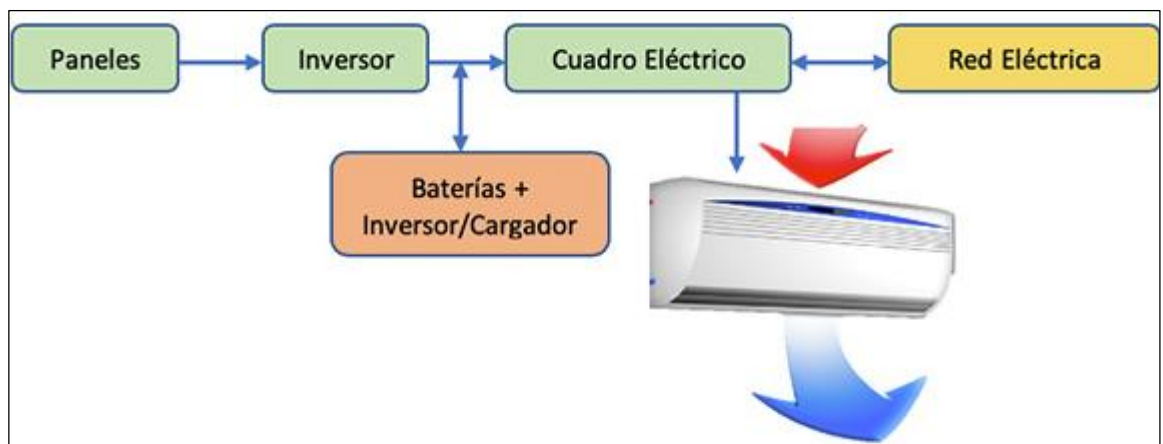 Paneles
Inversor
Cuadro Eléctrico
Red Eléctrica
Baterías +
Inversor/Cargador